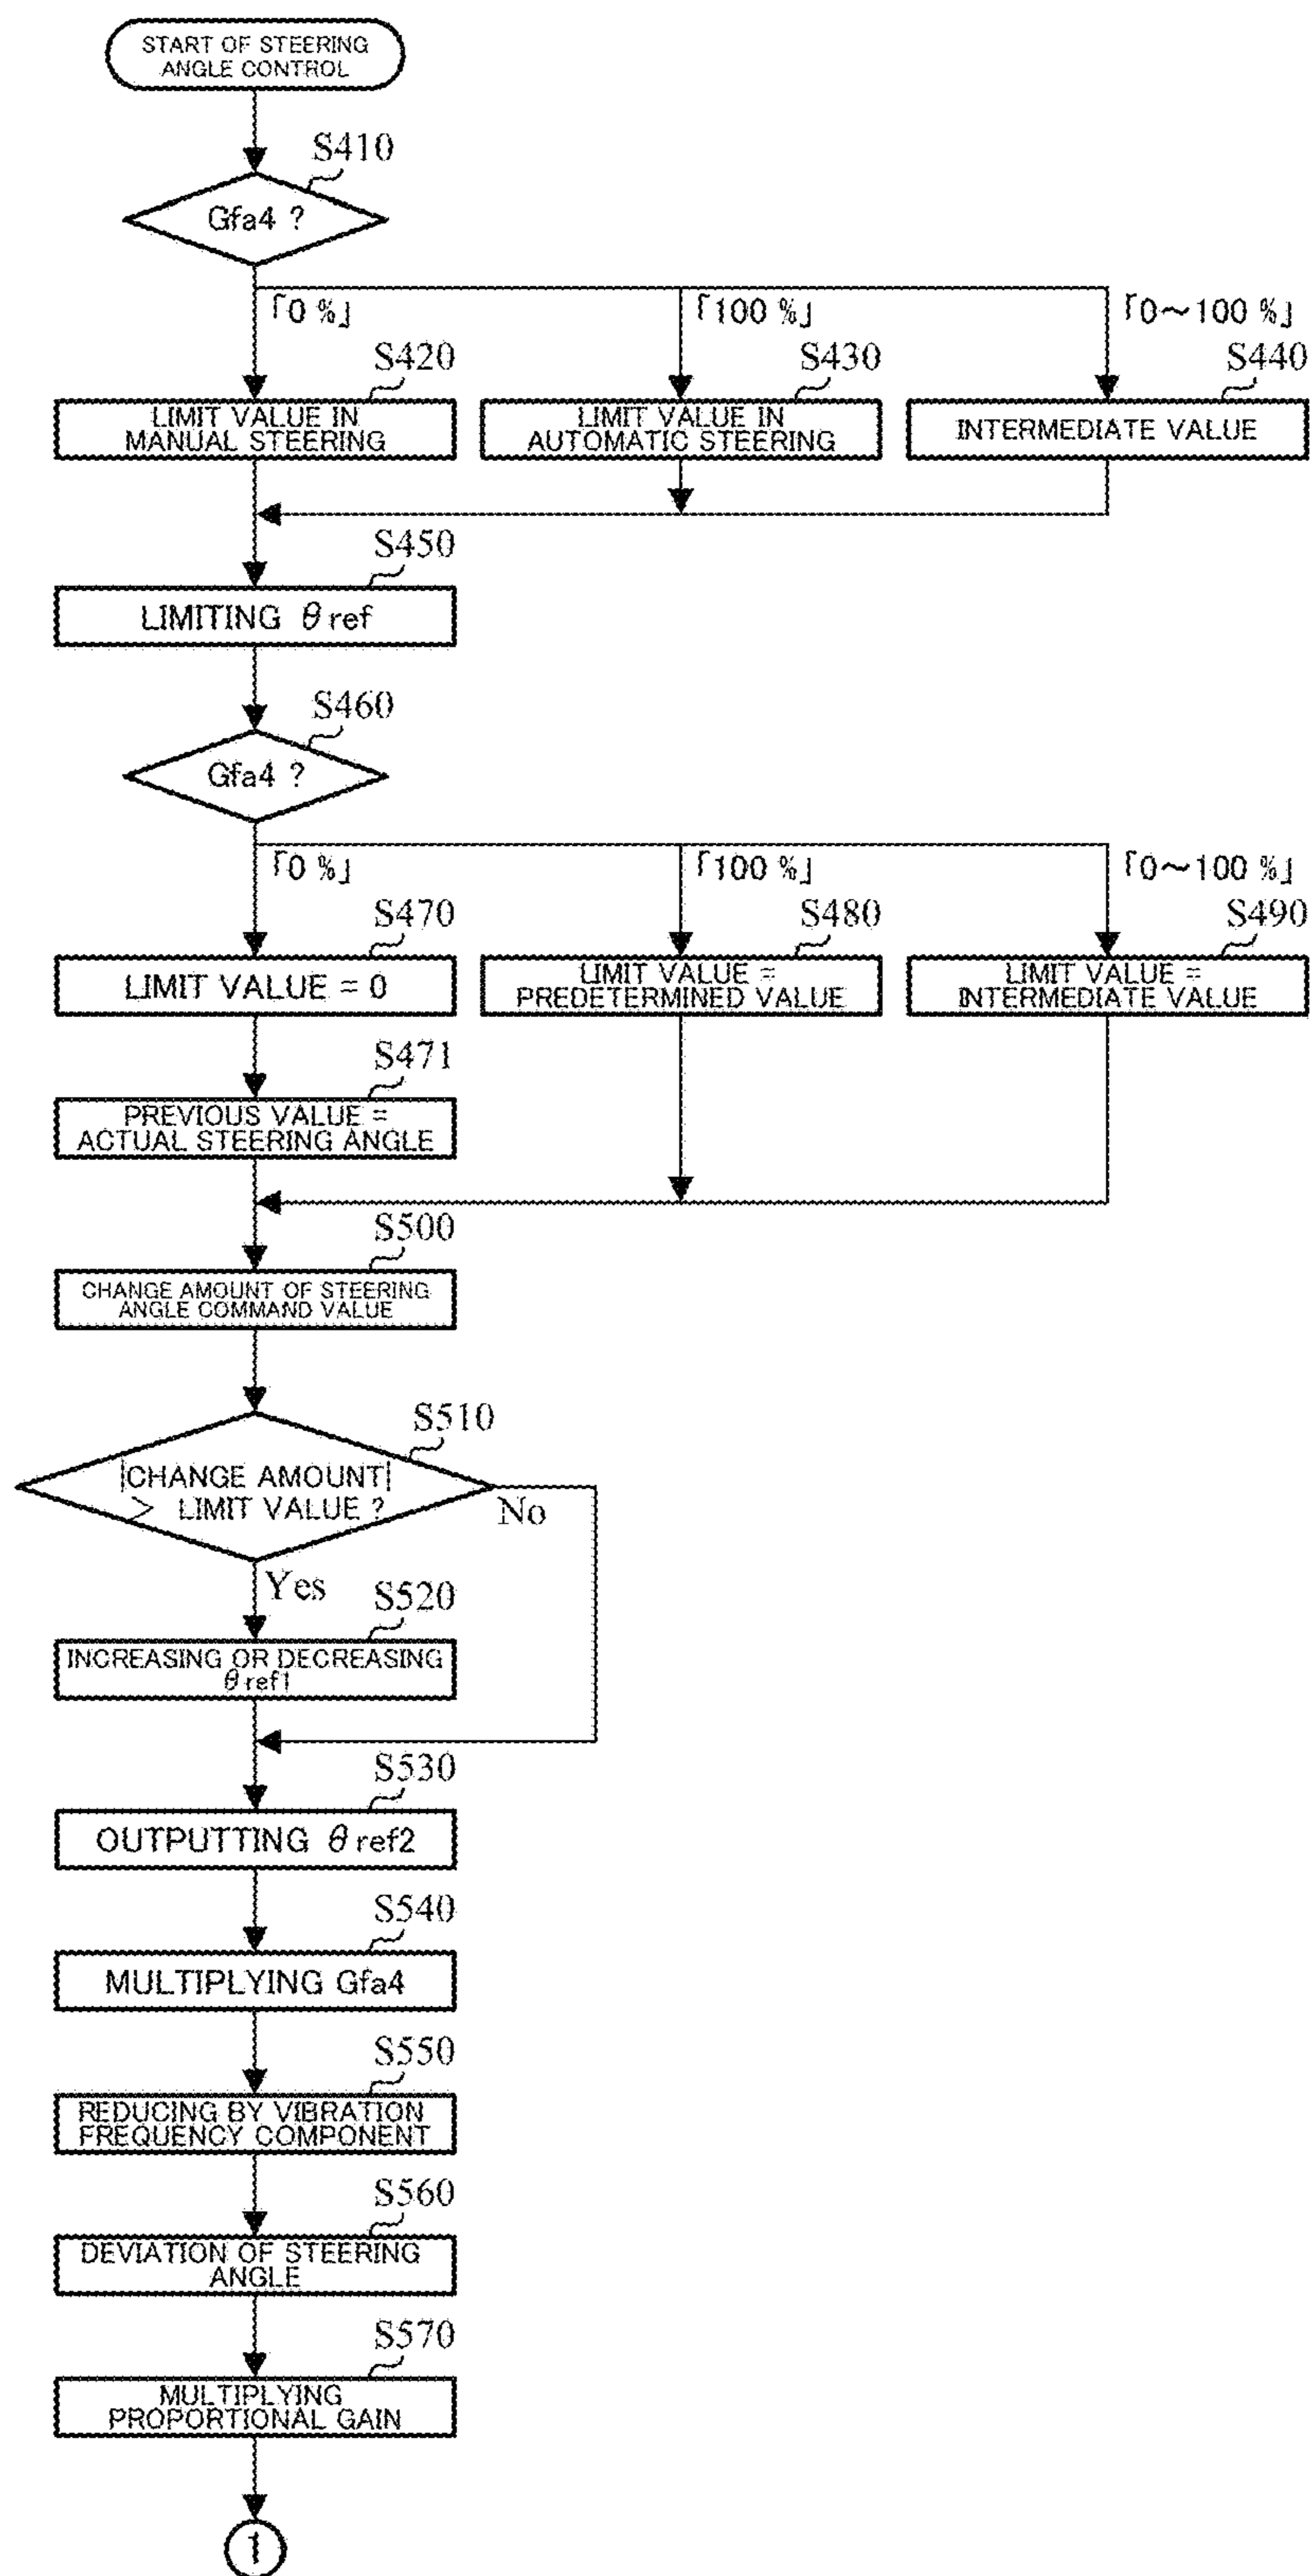 START OF STEERING
ANGLE CONTROL
S410
Gfa4 ?
「0 %」
「100 %」
「0～100 %」
S420
S430
S440
LIMIT VALUE IN
MANUAL STEERING
LIMIT VALUE IN
AUTOMATIC STEERING
INTERMEDIATE VALUE
S450
LIMITING θref
S460
Gfa4 ?
「0 %」
「100 %」
「0～100 %」
S470
S480
S490
LIMIT VALUE = 0
LIMIT VALUE =
PREDETERMINED VALUE
LIMIT VALUE =
INTERMEDIATE VALUE
S471
PREVIOUS VALUE =
ACTUAL STEERING ANGLE
S500
CHANGE AMOUNT OF STEERING
ANGLE COMMAND VALUE
S510
|CHANGE AMOUNT|
> LIMIT VALUE ?
No
Yes
S520
INCREASING OR DECREASING
θref1
S530
OUTPUTTING θref2
S540
MULTIPLYING Gfa4
S550
REDUCING BY VIBRATION
FREQUENCY COMPONENT
S560
DEVIATION OF STEERING
ANGLE
S570
MULTIPLYING
PROPORTIONAL GAIN
1